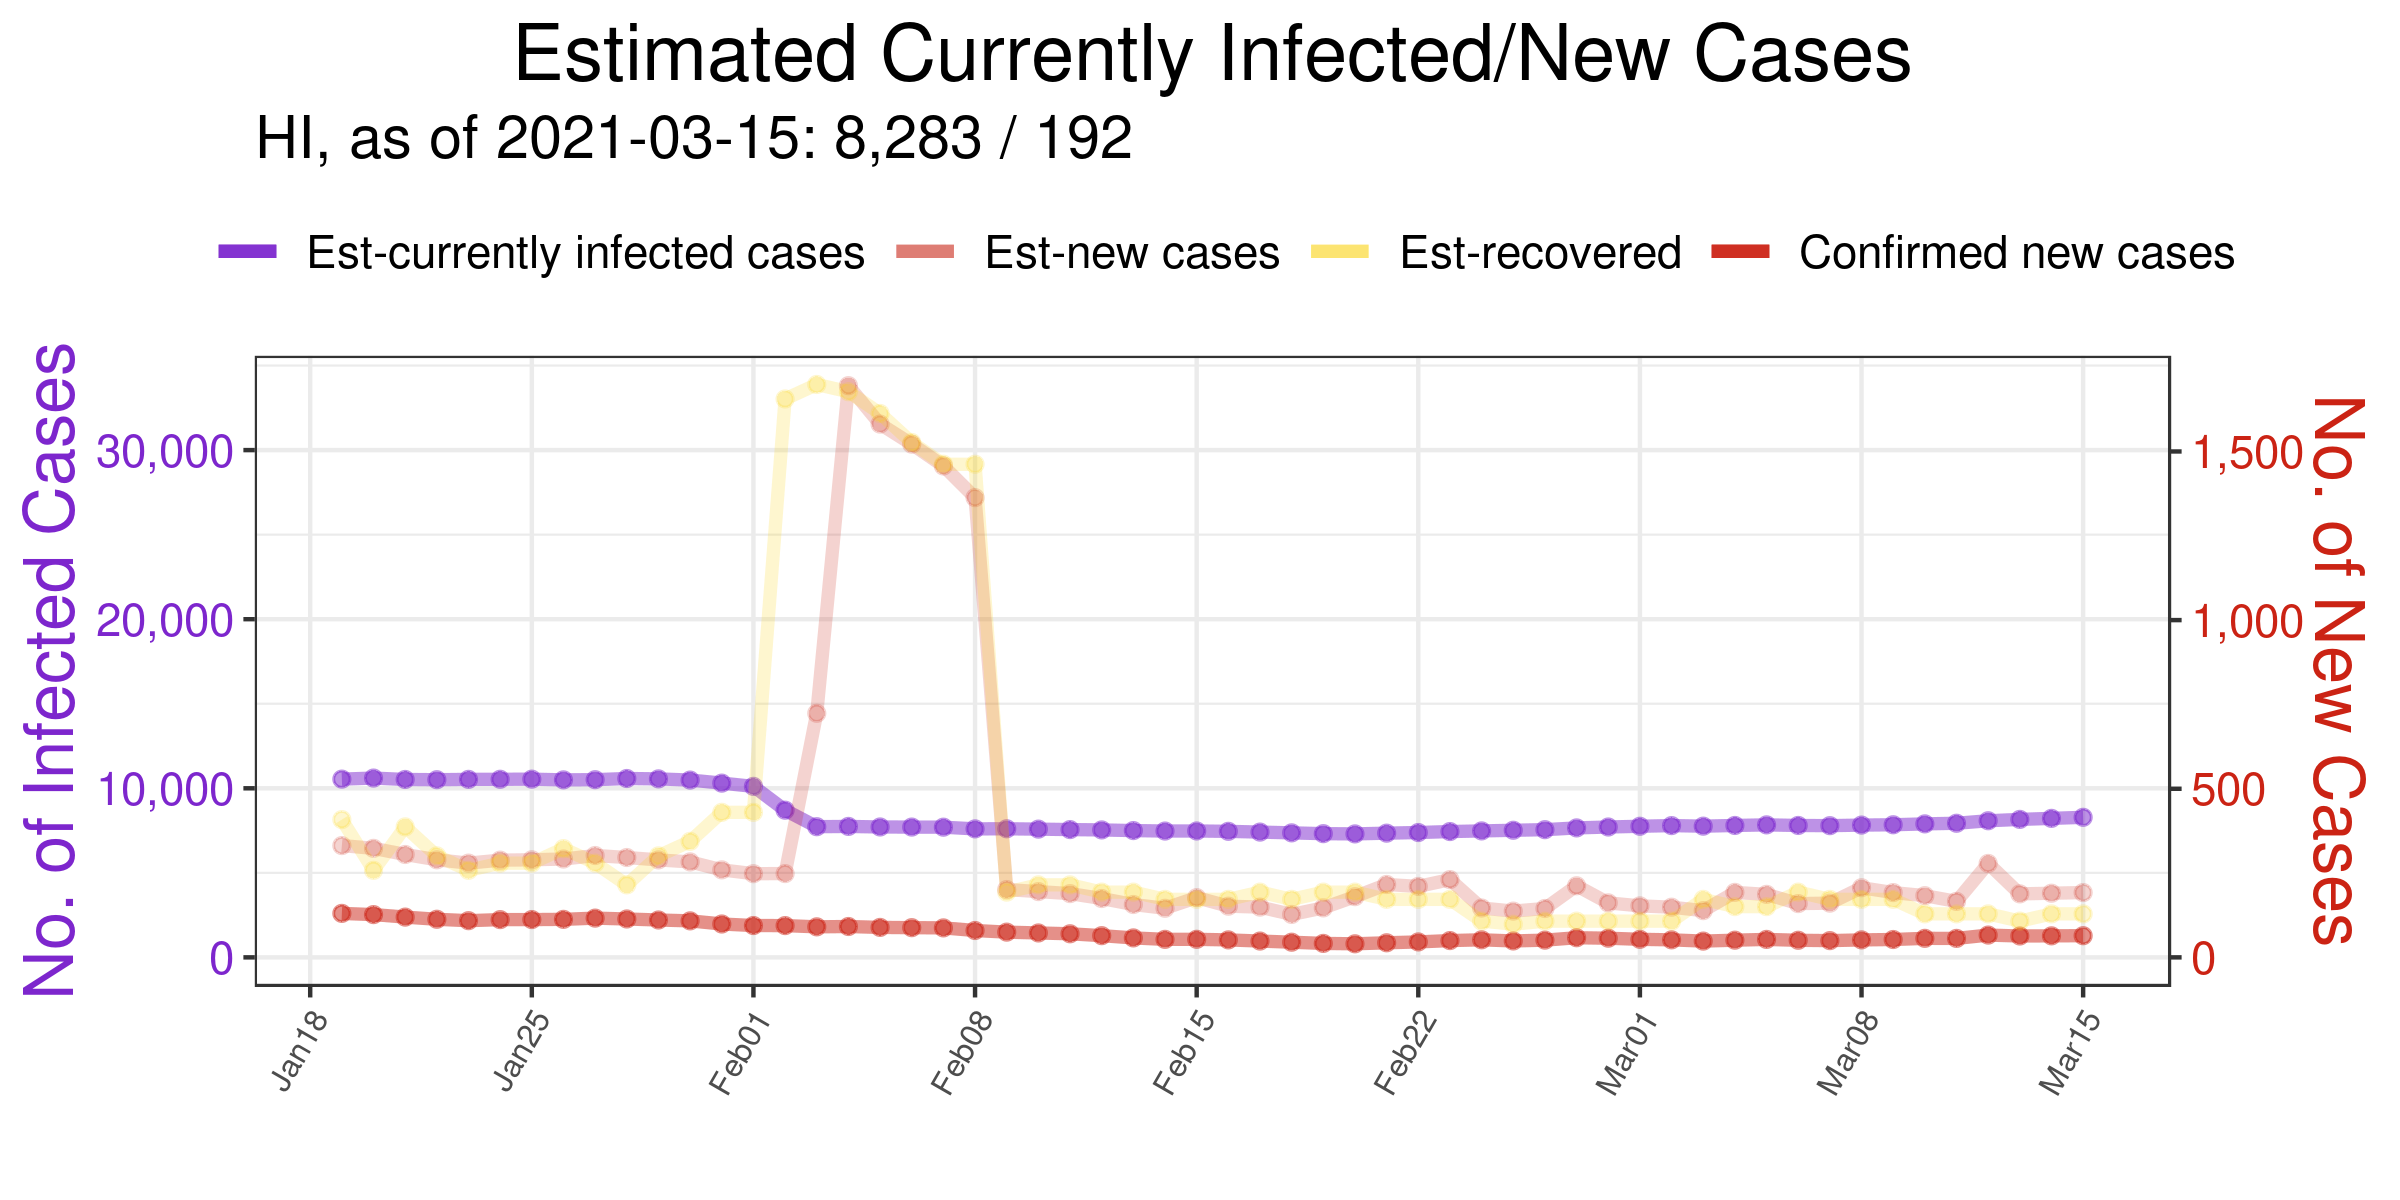 Estimated Currently Infected/New Cases
HI, as of 2021-03-15: 8,283 / 192
Est-currently infected cases Est-new cases Est-recovered Confirmed new cases
No. of Infected Cases
30,000
20,000
10,000
0
1,500
1,000
500
0
No. of New Cases
Jan18 Jan25 Feb01 Feb08 Feb15 Feb22 Mar01 Mar08 Mar15